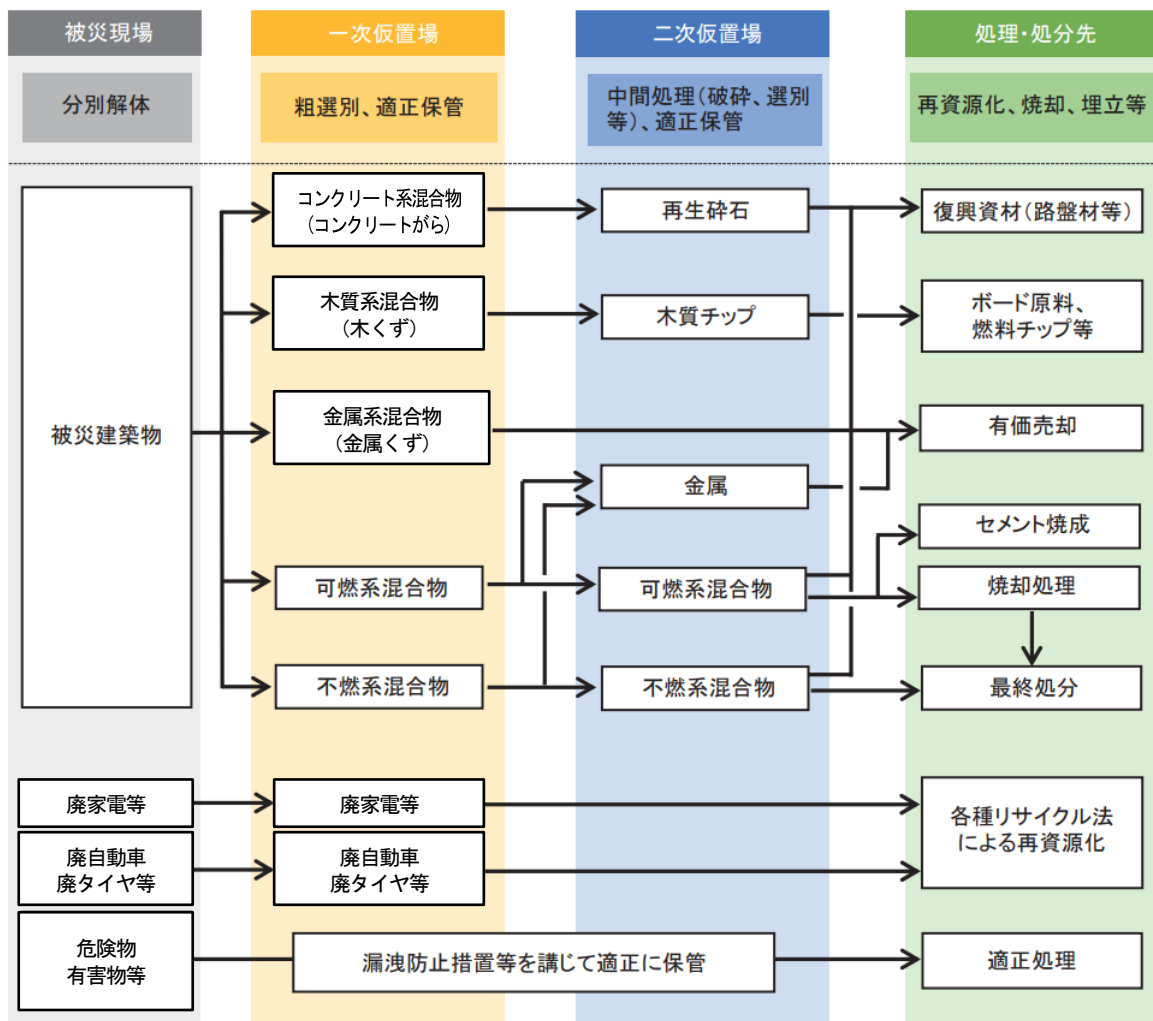 被災現場
一次仮置場
二次仮置場
処理・処分先
分別解体
粗選別、適正保管
中間処理(破砕、選別
等)、適正保管
再資源化、焼却、埋立等
被災建築物
コンクリート系混合物
(コンクリートがら)
再生砕石
復興資材(路盤材等)
木質系混合物
(木くず)
木質チップ
ボード原料、
燃料チップ等
金属系混合物
(金属くず)
有価売却
金属
セメント焼成
可燃系混合物
可燃系混合物
焼却処理
不燃系混合物
不燃系混合物
最終処分
廃家電等
廃家電等
各種リサイクル法
による再資源化
廃自動車
廃タイヤ等
廃自動車
廃タイヤ等
危険物
有害物等
漏洩防止措置等を講じて適正に保管
適正処理